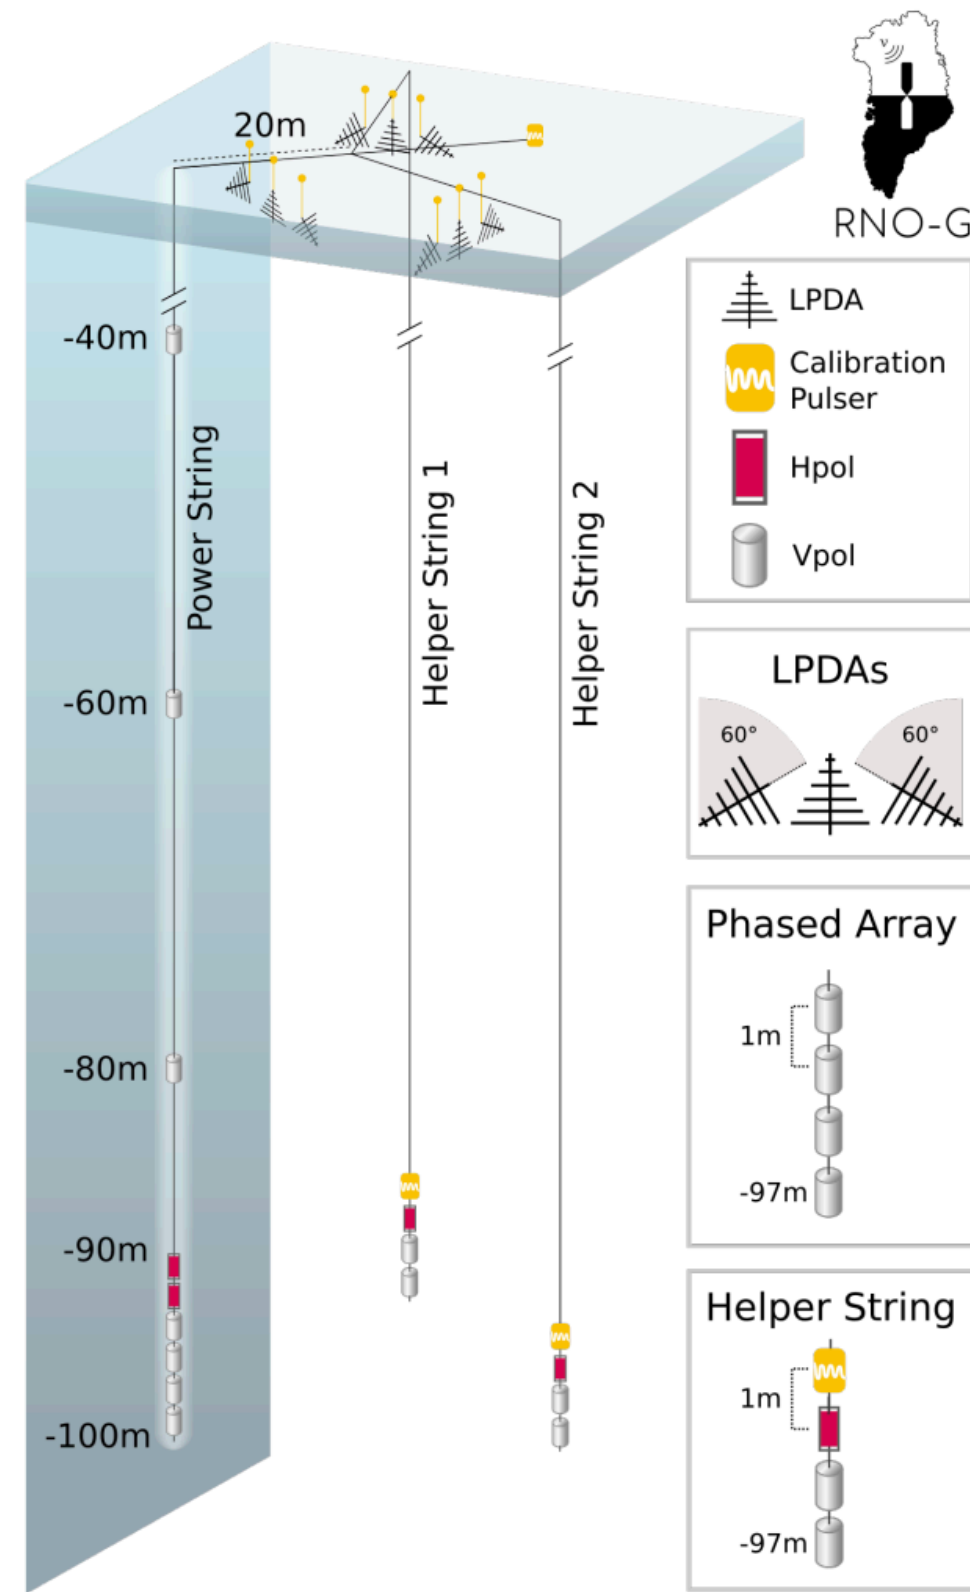 20m
RNO-G
-40m
-60m
-80m
-90m
-100m
Power String
Helper String 1
Helper String 2
LPDA
Calibration
Pulser
Hpol
Vpol
LPDAs
60°
60°
Phased Array
1m
-97m
Helper String
1m
-97m